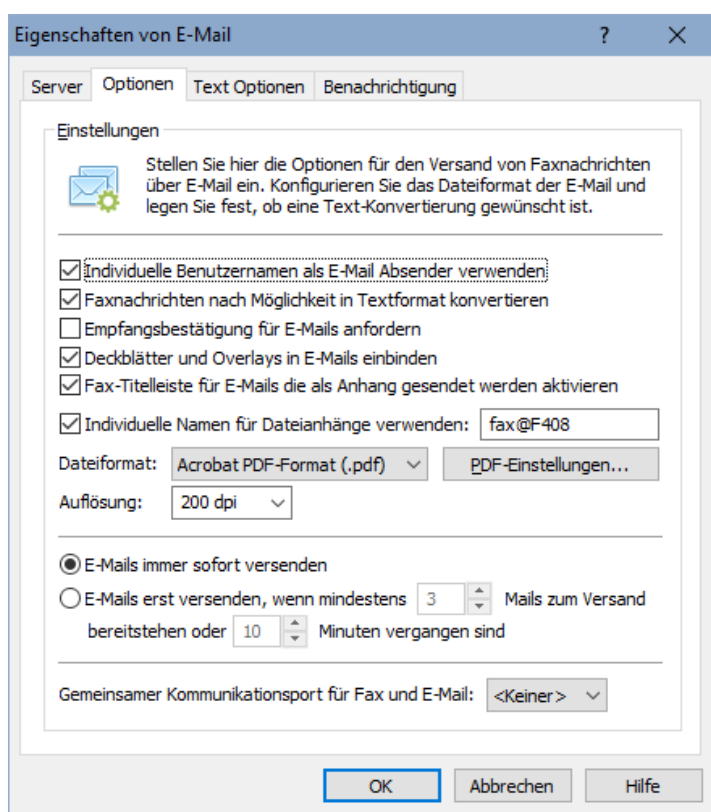 Eigenschaften von E-Mail
Server Optionen Text Optionen Benachrichtigung
Einstellungen
Stellen Sie hier die Optionen für den Versand von Faxnachrichten
über E-Mail ein. Konfigurieren Sie das Dateiformat der E-Mail und
legen Sie fest, ob eine Text-Konvertierung gewünscht ist.
Individuelle Benutzernamen als E-Mail Absender verwenden
Faxnachrichten nach Möglichkeit in Textformat konvertieren
Empfangsbestätigung für E-Mails anfordern
Deckblätter und Overlays in E-Mails einbinden
Fax-Titelleiste für E-Mails die als Anhang gesendet werden aktivieren
Individuelle Namen für Dateianhänge verwenden: fax@F408
Dateiformat: Acrobat PDF-Format (.pdf) PDF-Einstellungen...
Auflösung: 200 dpi
E-Mails immer sofort versenden
E-Mails erst versenden, wenn mindestens 3 Mails zum Versand
bereitstehen oder 10 Minuten vergangen sind
Gemeinsamer Kommunikationsport für Fax und E-Mail: <Keiner>
OK Abbrechen Hilfe